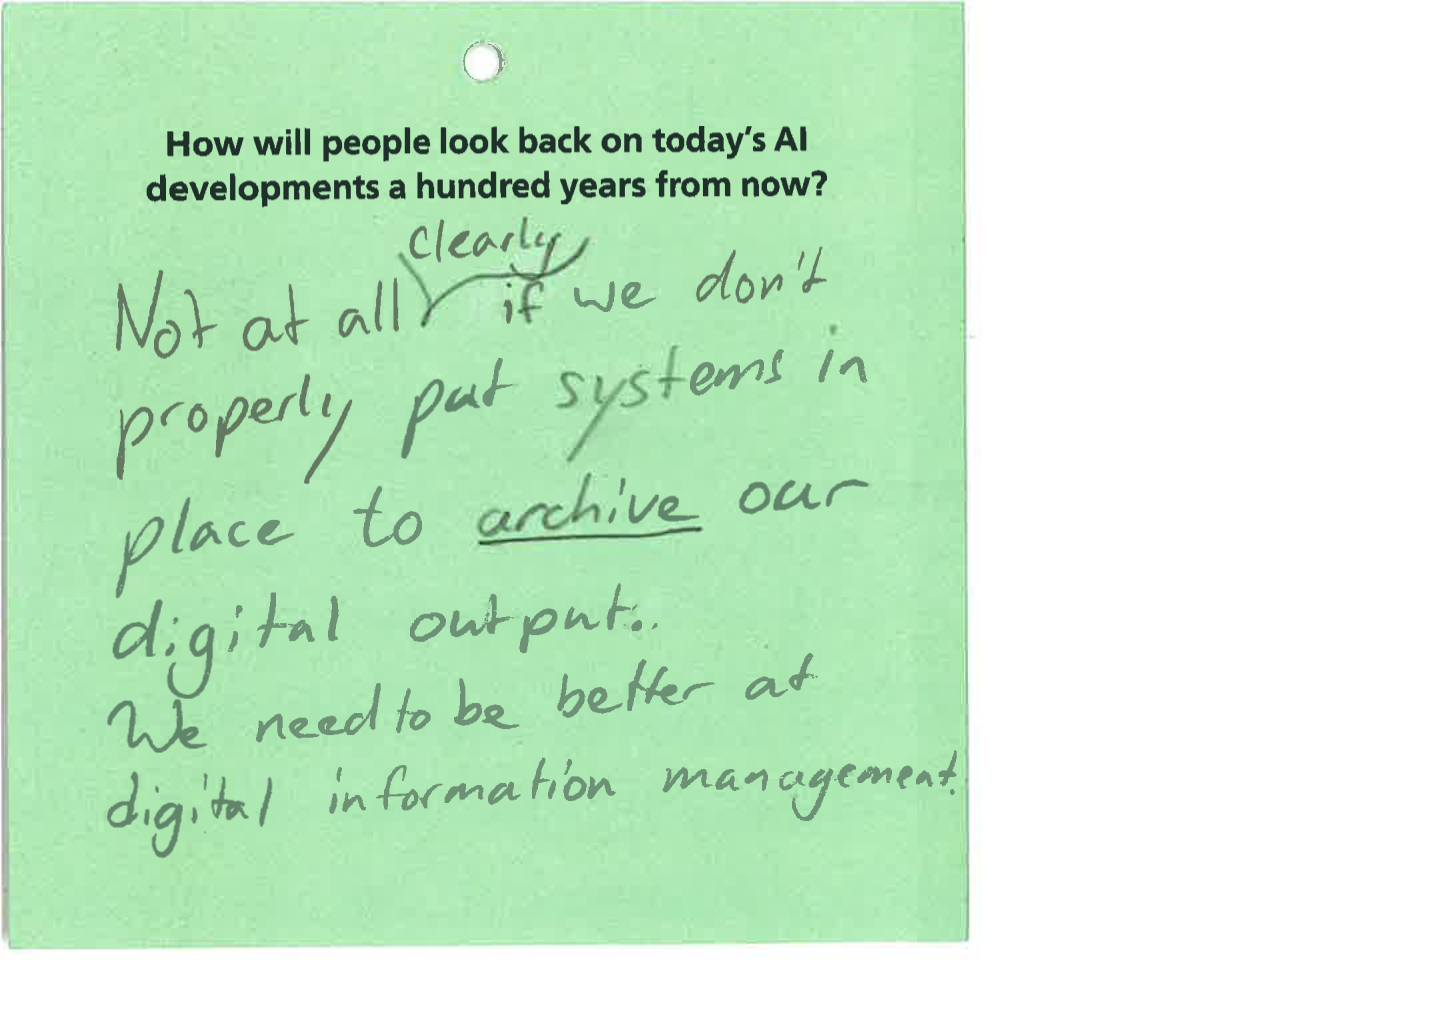 How will people look back on today's AI
developments a hundred years from now?
Not at all clearly if we don't
properly put systems in
place to archive our
digital output..
We need to be better at
digital information management.